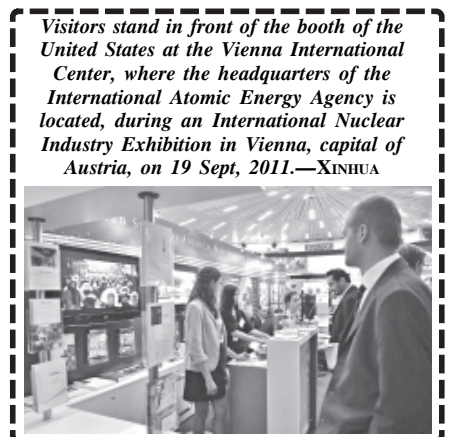 Visitors stand in front of the booth of the
United States at the Vienna International
Center, where the headquarters of the
International Atomic Energy Agency is
located, during an International Nuclear
Industry Exhibition in Vienna, capital of
Austria, on 19 Sept, 2011.—XINHUA